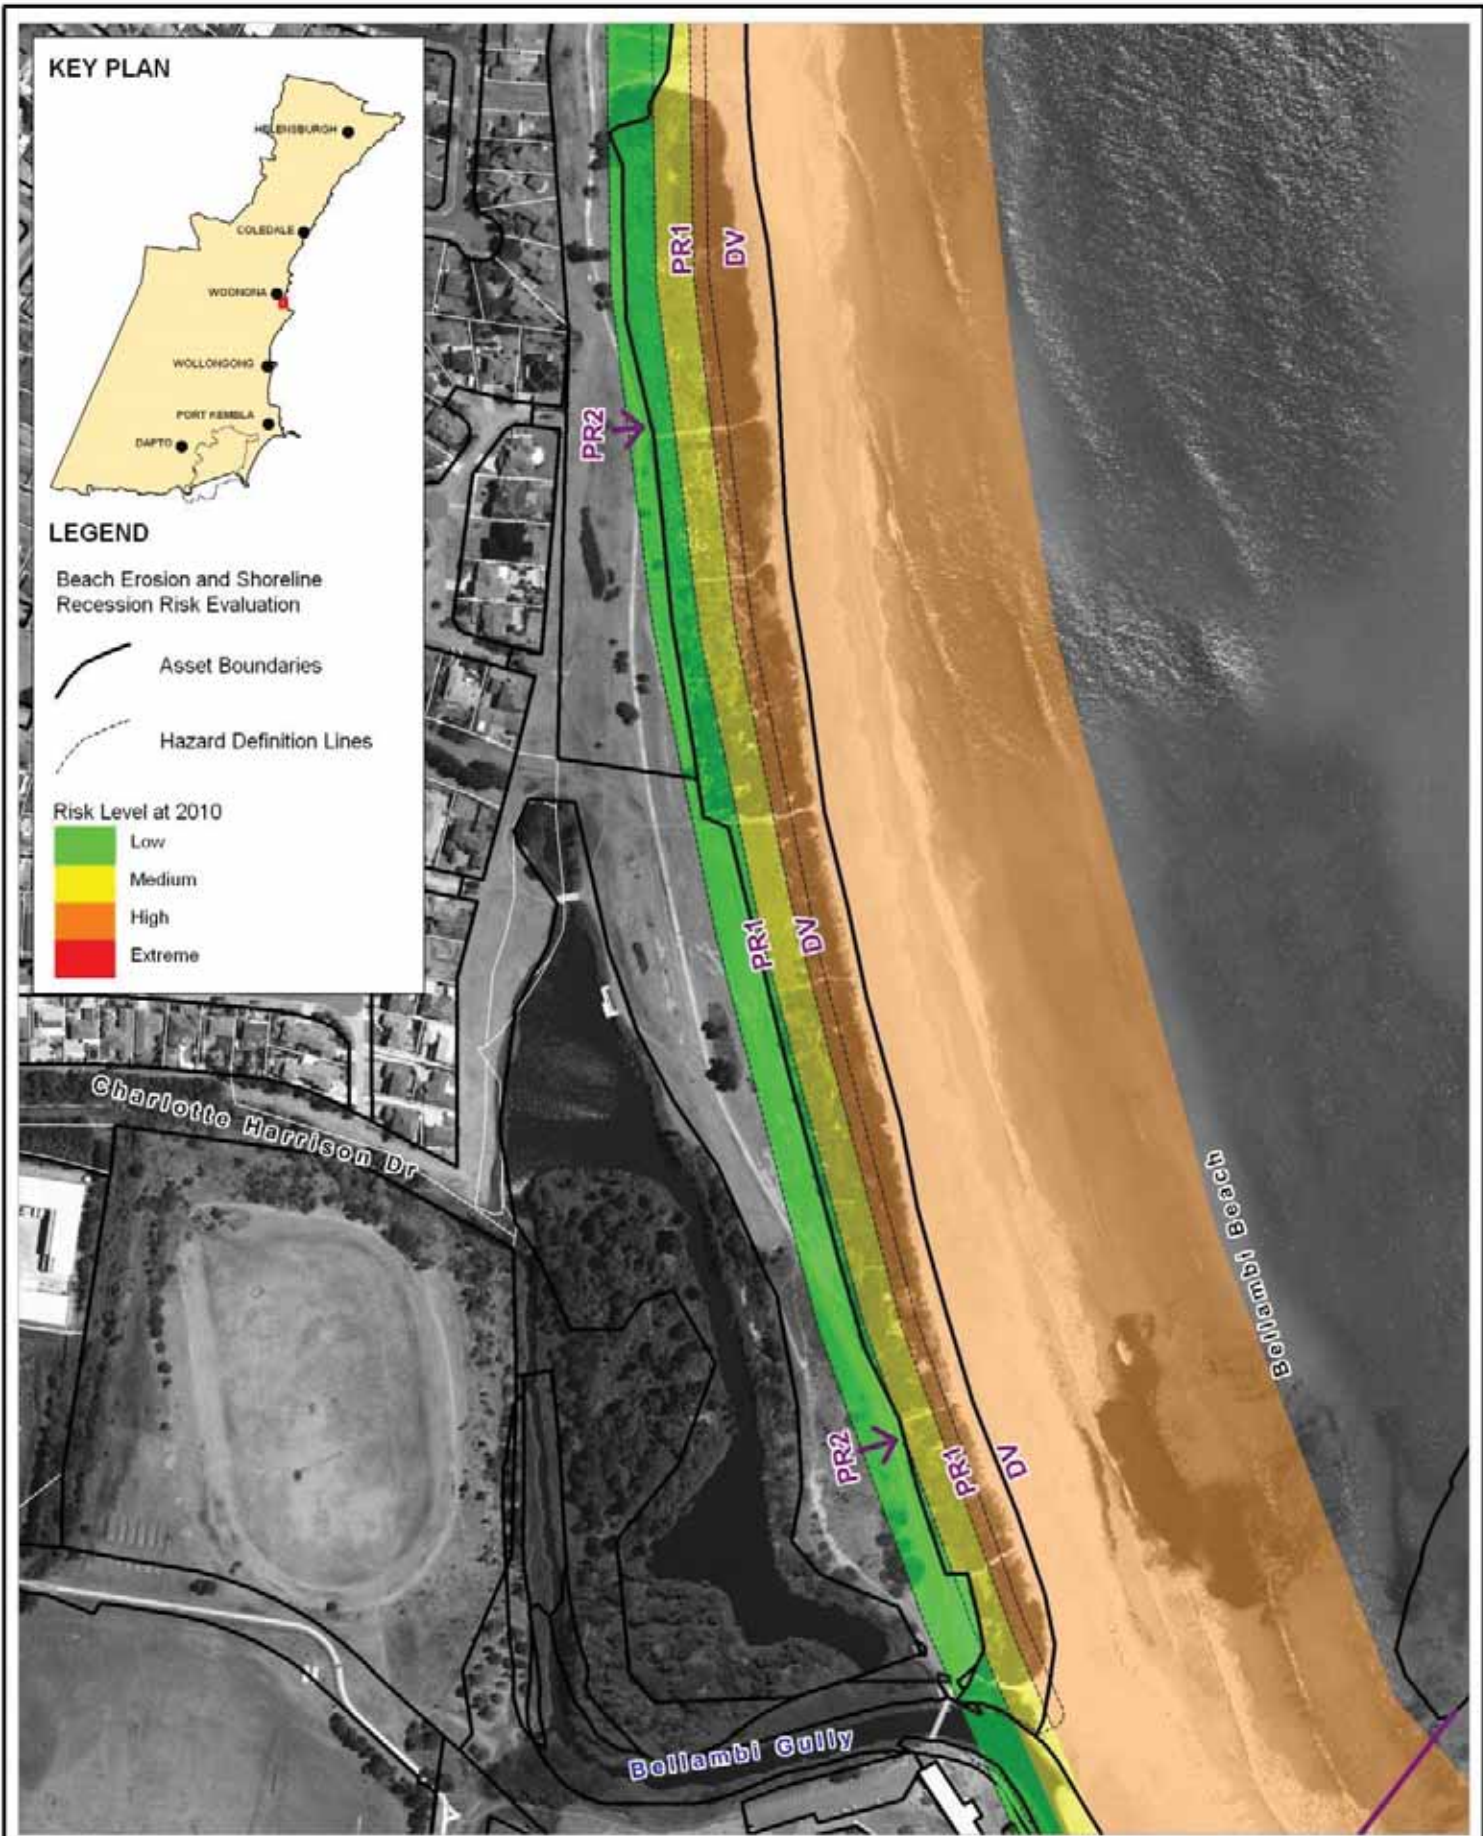 KEY PLAN
HELENSBURGH
COLEDALE
WOONONA
WOLLONGONG
PORT KEMBLA
DAPTO
LEGEND
Beach Erosion and Shoreline
Recession Risk Evaluation
Asset Boundaries
Hazard Definition Lines
Risk Level at 2010
Low
Medium
High
Extreme
PR1
DV
PR2
PR1
DV
Charlotte Harrison Dr
Bellambi Beach
PR2
PR1
DV
Bellambi Gully